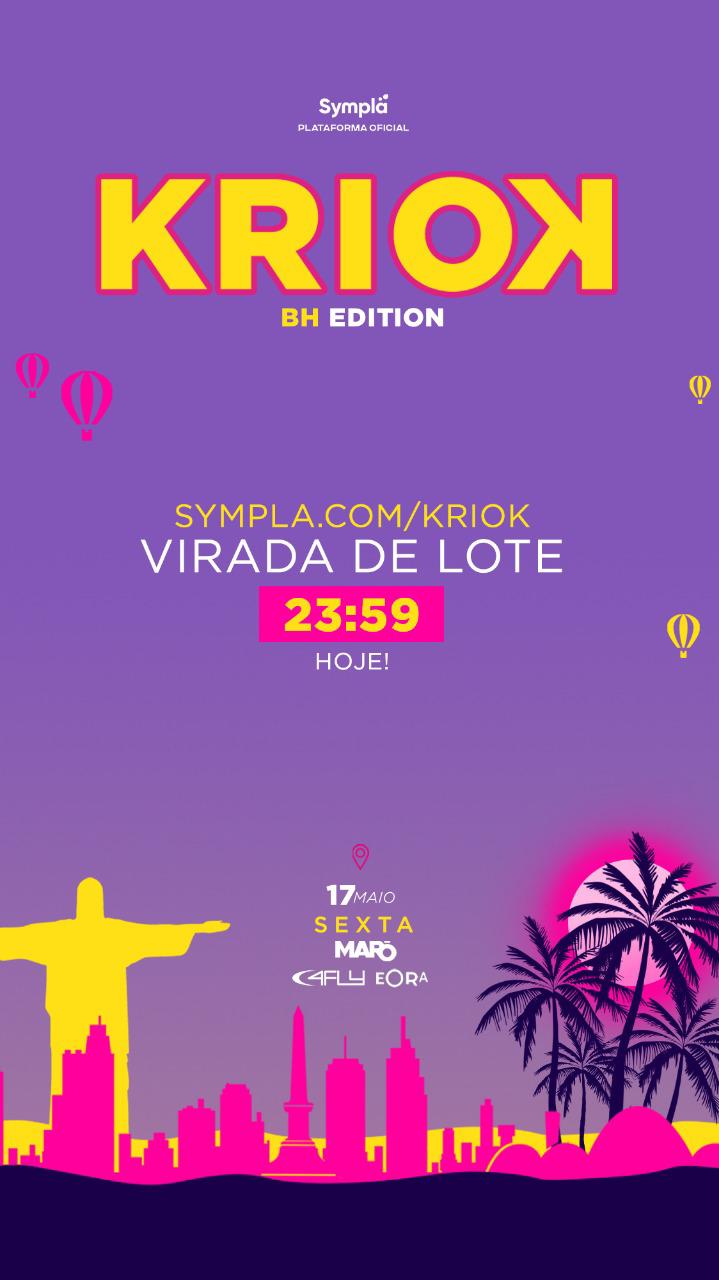 Sympla
PLATAFORMA OFICIAL
KRIOK
BH EDITION
SYMPLA.COM/KRIOK
VIRADA DE LOTE
23:59
HOJE!
17 MAIO
SEXTA
MARÔ
C4FLY EORA